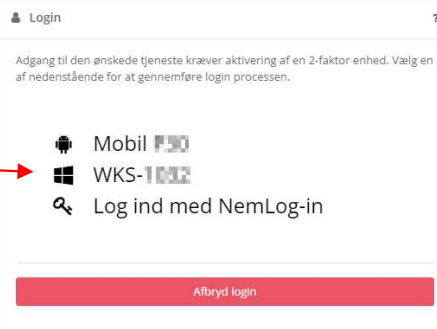 Login
?
Adgang til den ønskede tjeneste kræver aktivering af en 2-faktor enhed. Vælg en
af nedenstående for at gennemføre login processen.
Mobil
WKS-
Log ind med NemLog-in
Afbryd login